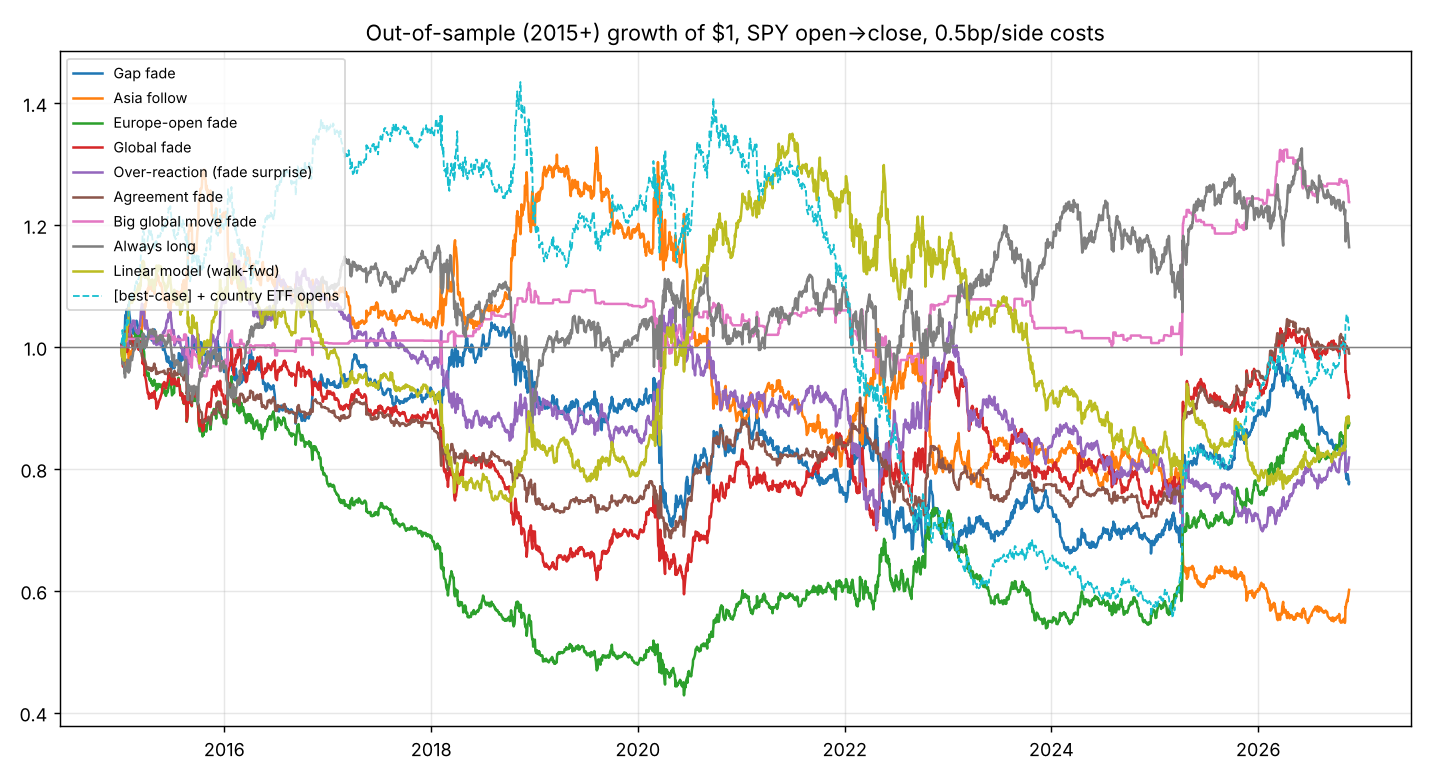 Out-of-sample (2015+) growth of $1, SPY open→close, 0.5bp/side costs
Gap fade
Asia follow
Europe-open fade
Global fade
Over-reaction (fade surprise)
Agreement fade
Big global move fade
Always long
Linear model (walk-fwd)
[best-case] + country ETF opens
1.4
1.2
1.0
0.8
0.6
0.4
2016
2018
2020
2022
2024
2026